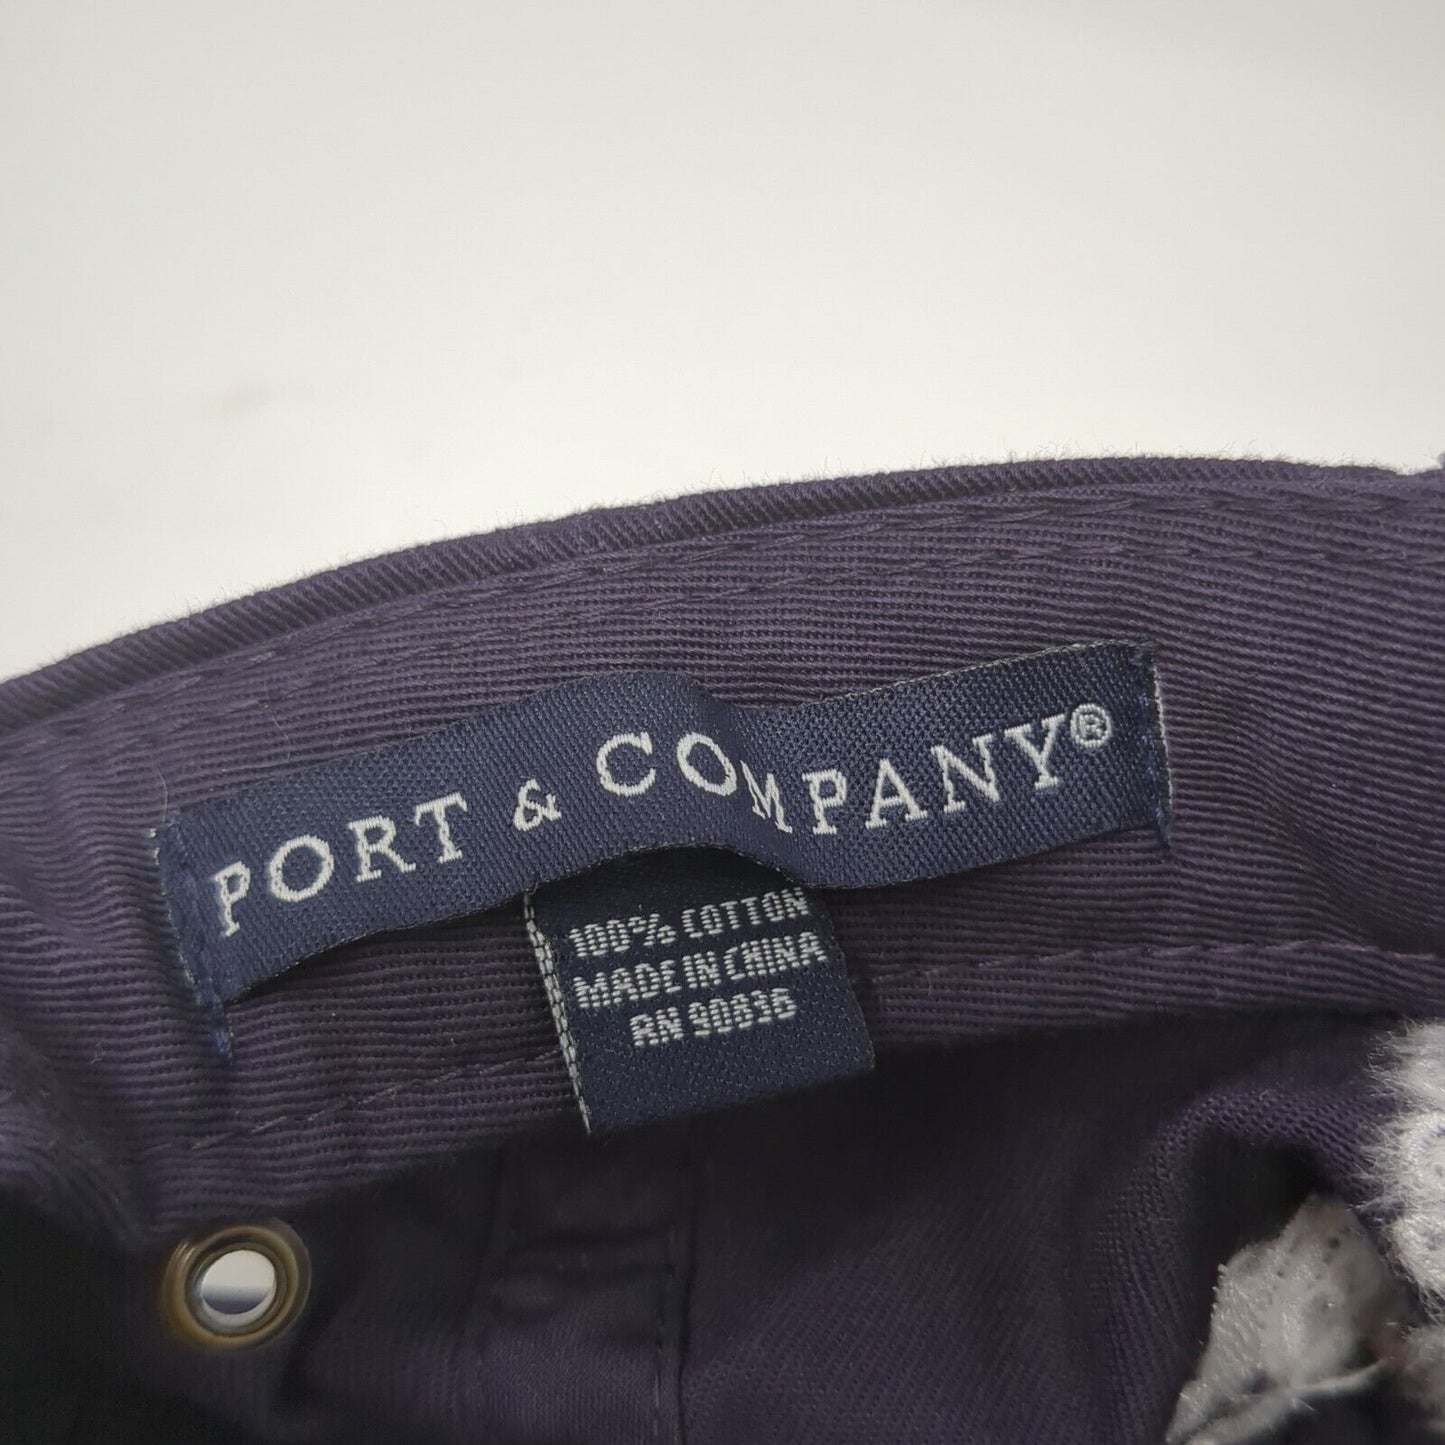 PORT & COMPANY®
100% COTTON
MADE IN CHINA
RN 90836